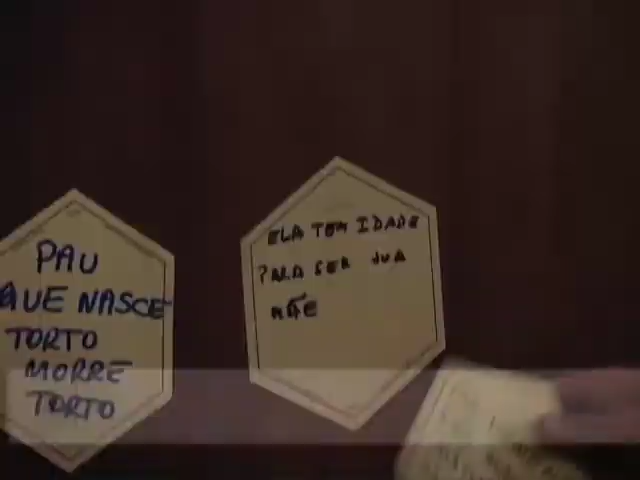 PAU
QUE NASCE
TORTO
MORRE
TORTO
ELA TEM IDADE
PARA SER SUA
MÃE